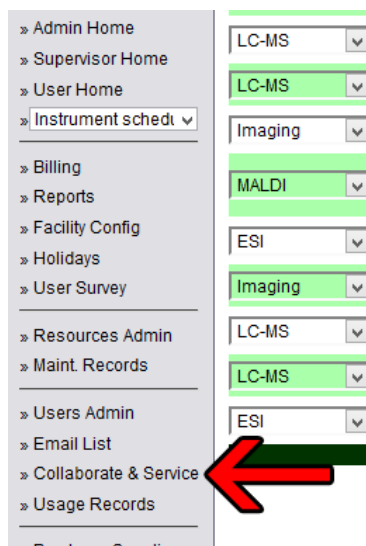 » Admin Home
» Supervisor Home
» User Home
» Instrument schedu
» Billing
» Reports
» Facility Config
» Holidays
» User Survey
» Resources Admin
» Maint. Records
» Users Admin
» Email List
» Collaborate & Service
» Usage Records
LC-MS
LC-MS
Imaging
MALDI
ESI
Imaging
LC-MS
LC-MS
ESI